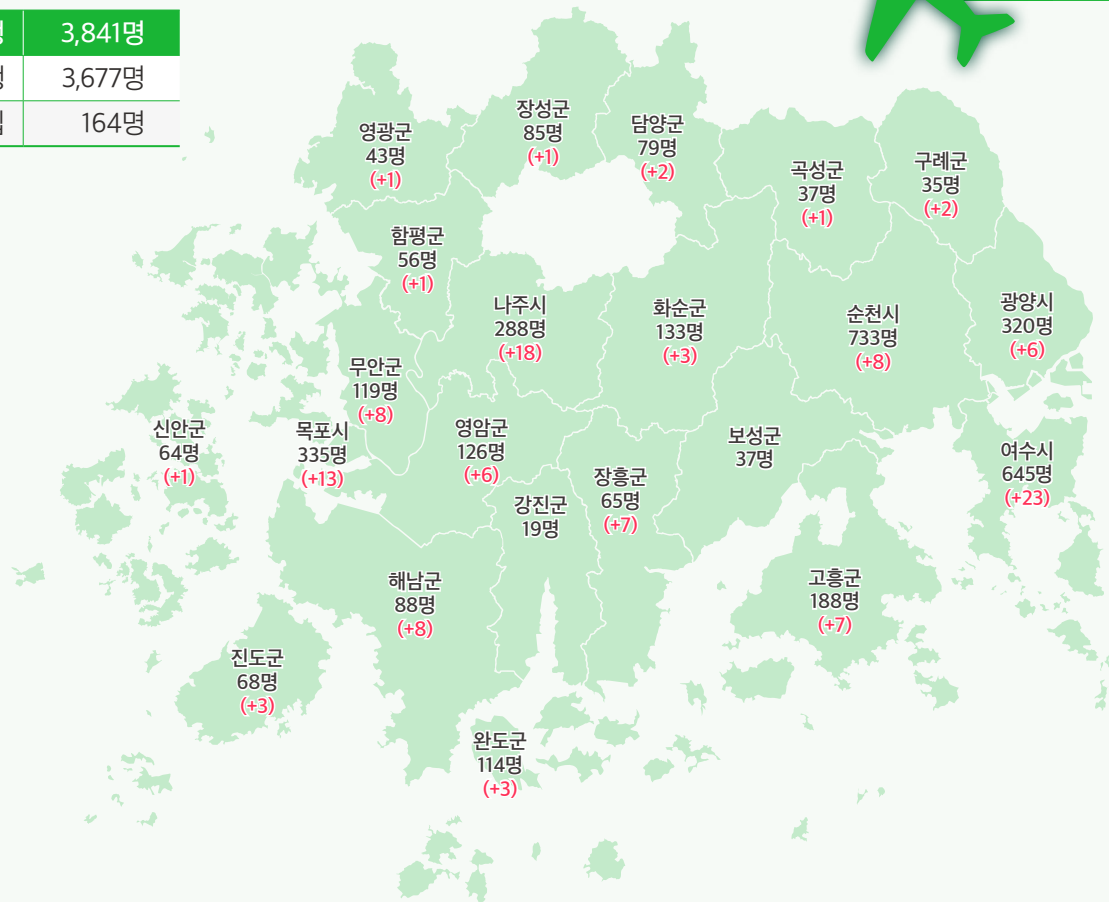 3,841명
3,677명
164명
장성군
85명
(+1)
담양군
79명
(+2)
영광군
43명
(+1)
곡성군
37명
(+1)
구례군
35명
(+2)
함평군
56명
(+1)
나주시
288명
(+18)
화순군
133명
(+3)
순천시
733명
(+8)
광양시
320명
(+6)
무안군
119명
(+8)
신안군
64명
(+1)
목포시
335명
(+13)
영암군
126명
(+6)
보성군
37명
여수시
645명
(+23)
장흥군
65명
(+7)
강진군
19명
해남군
88명
(+8)
고흥군
188명
(+7)
진도군
68명
(+3)
완도군
114명
(+3)